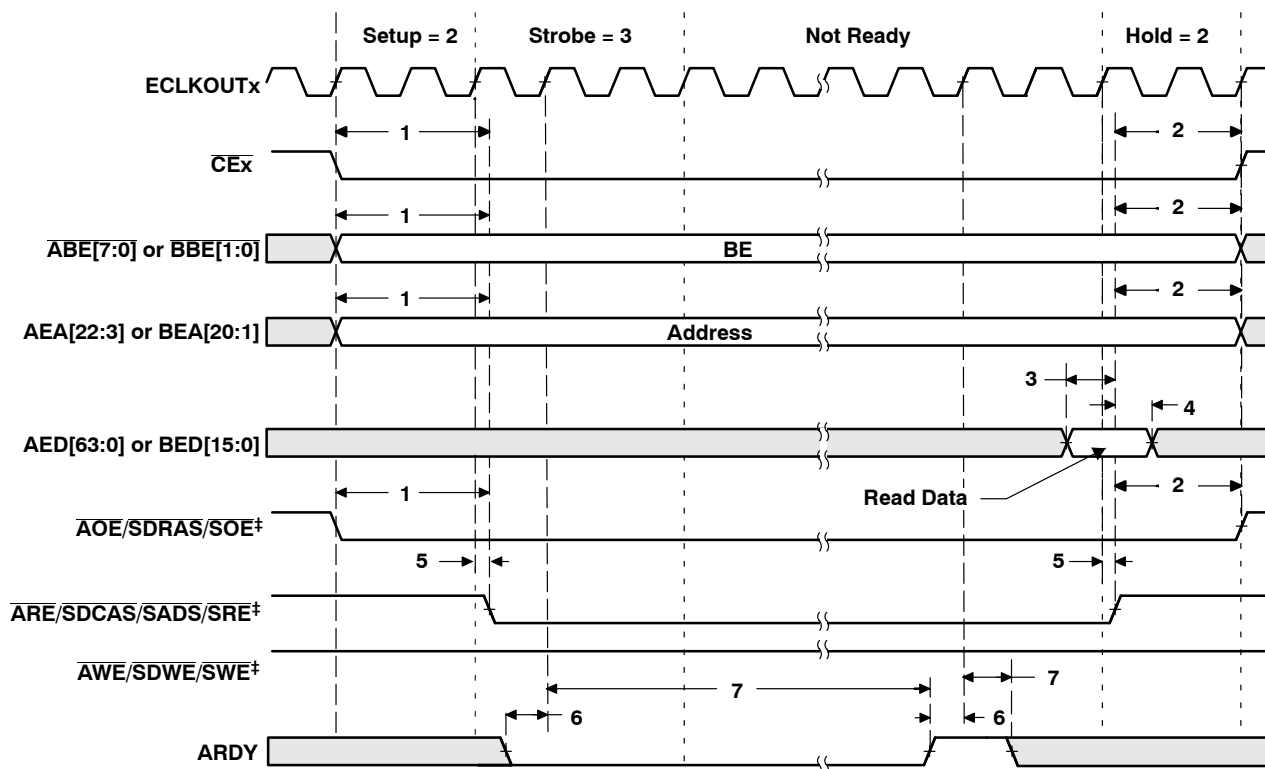 Setup = 2 Strobe = 3 Not Ready Hold = 2
ECLKOUTx
1 2
CEx
1 2
ABE[7:0] or BBE[1:0] BE
1 2
AEA[22:3] or BEA[20:1] Address
3
4
AED[63:0] or BED[15:0]
1 Read Data 2
AOE/SDRAS/SOE‡
5 5
ARE/SDCAS/SADS/SRE‡
AWE/SDWE/SWE‡
7 7
6 6
ARDY